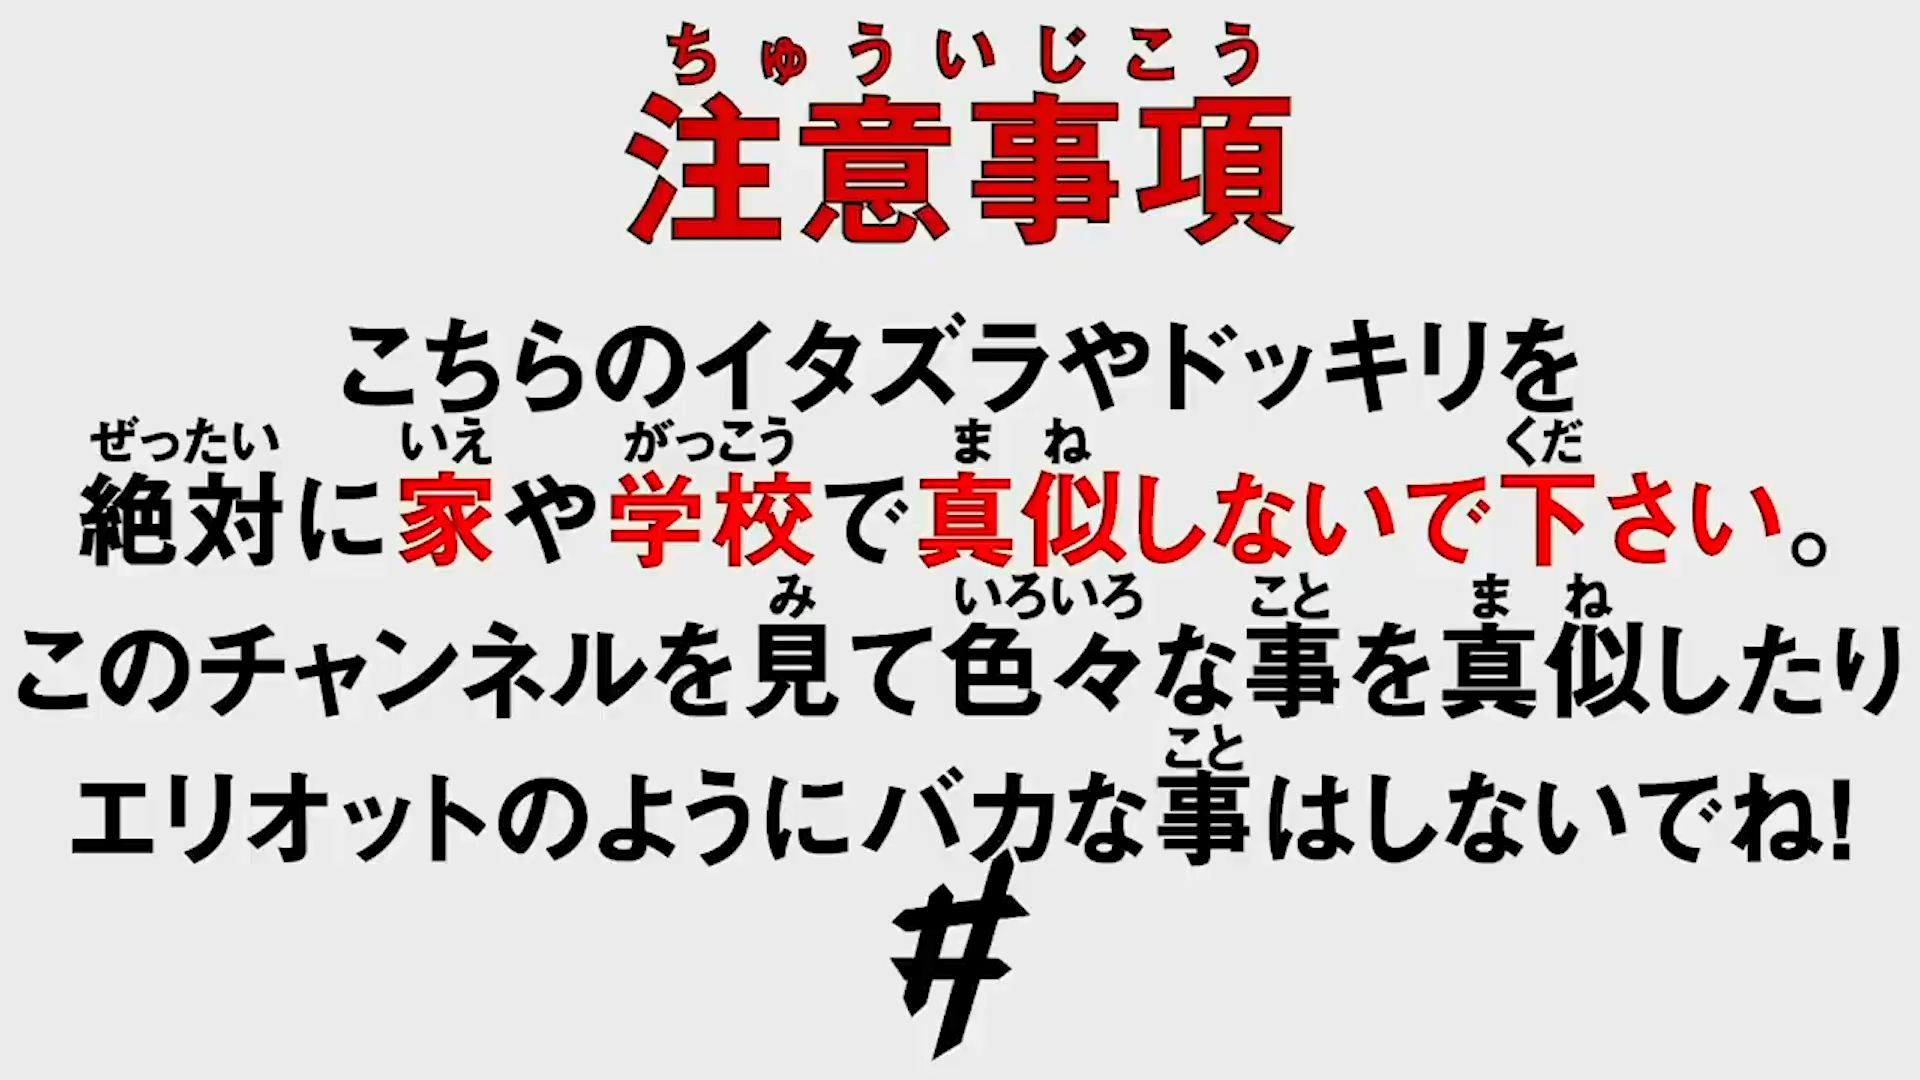 ちゅういじこう
注意事項
こちらのイタズラやドッキリを
ぜったい いえ がっこう まね くだ
絶対に家や学校で真似しないで下さい。
み いろいろ こと まね
このチャンネルを見て色々な事を真似したり
こと
エリオットのようにバカな事はしないでね!
#